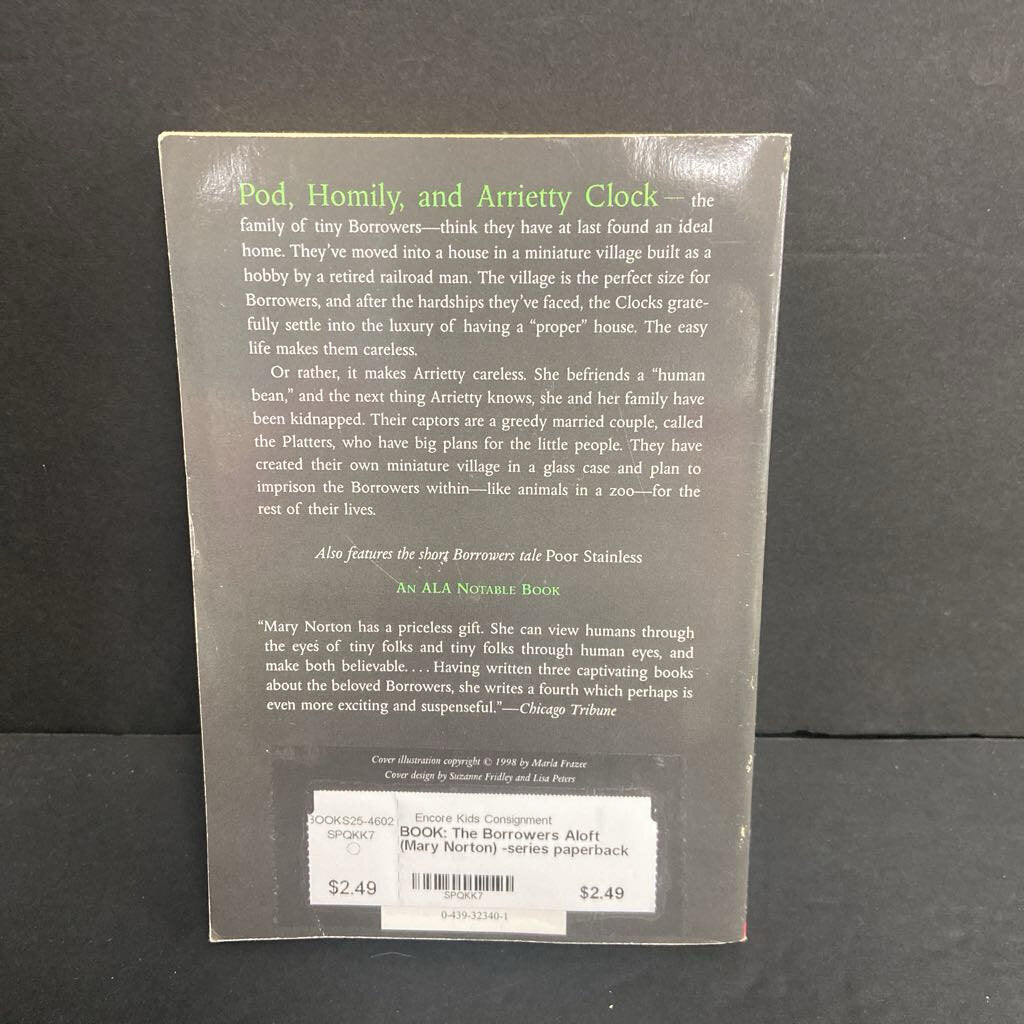 Pod, Homily, and Arrietty Clock — the
family of tiny Borrowers—think they have at last found an ideal
home. They've moved into a house in a miniature village built as a
hobby by a retired railroad man. The village is the perfect size for
Borrowers, and after the hardships they've faced, the Clocks grate-
fully settle into the luxury of having a "proper" house. The easy
life makes them careless.
Or rather, it makes Arrietty careless. She befriends a "human
bean," and the next thing Arrietty knows, she and her family have
been kidnapped. Their captors are a greedy married couple, called
the Platters, who have big plans for the little people. They have
created their own miniature village in a glass case and plan to
imprison the Borrowers within—like animals in a zoo—for the
rest of their lives.
Also features the short Borrowers tale Poor Stainless
AN ALA NOTABLE BOOK
"Mary Norton has a priceless gift. She can view humans through
the eyes of tiny folks and tiny folks through human eyes, and
make both believable. . . . Having written three captivating books
about the beloved Borrowers, she writes a fourth which perhaps is
even more exciting and suspenseful."—Chicago Tribune
Cover illustration copyright © 1998 by Marla Frazee
Cover design by Suzanne Fridley and Lisa Peters
BOOKS25-4602
SPQKK7
$2.49
Encore Kids Consignment
BOOK: The Borrowers Aloft
(Mary Norton) -series paperback
SPQKK7
$2.49
0-439-32340-1